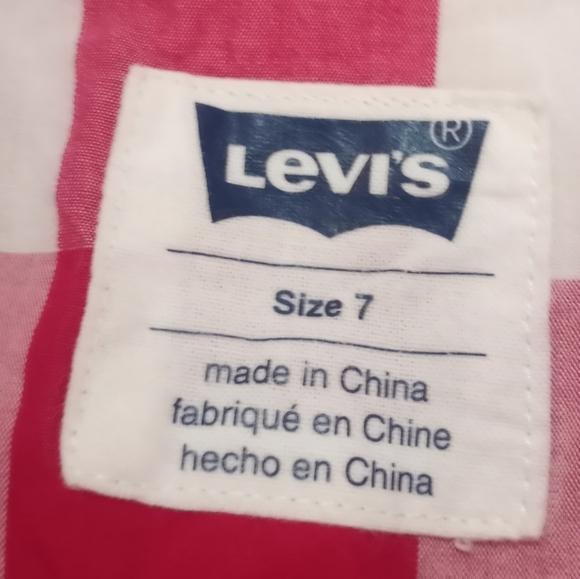 Levi's ®
Size 7
made in China
fabriqué en Chine
hecho en China